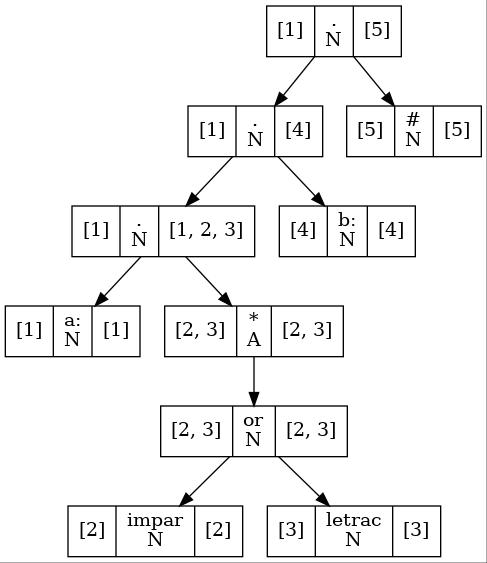 [1] . N [5]
[1] . N [4]
[5] # N [5]
[1] . N [1, 2, 3]
[4] b: N [4]
[1] a: N [1]
[2, 3] * A [2, 3]
[2, 3] or N [2, 3]
[2] impar N [2]
[3] letrac N [3]